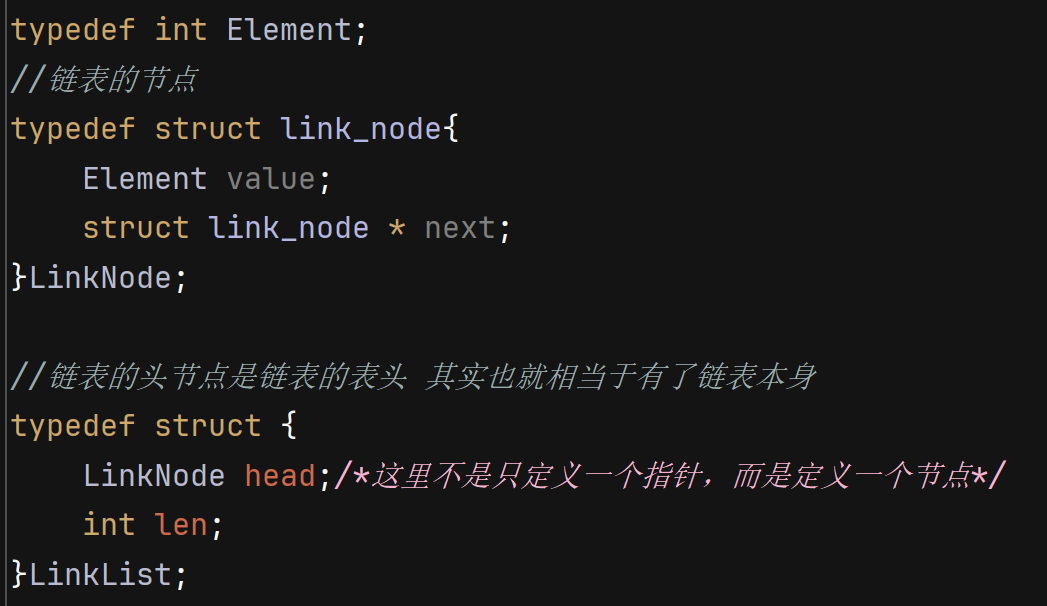 typedef int Element;
//链表的节点
typedef struct link_node{
    Element value;
    struct link_node * next;
}LinkNode;
//链表的头节点是链表的表头 其实也就相当于有了链表本身
typedef struct {
    LinkNode head;/*这里不是只定义一个指针，而是定义一个节点*/
    int len;
}LinkList;